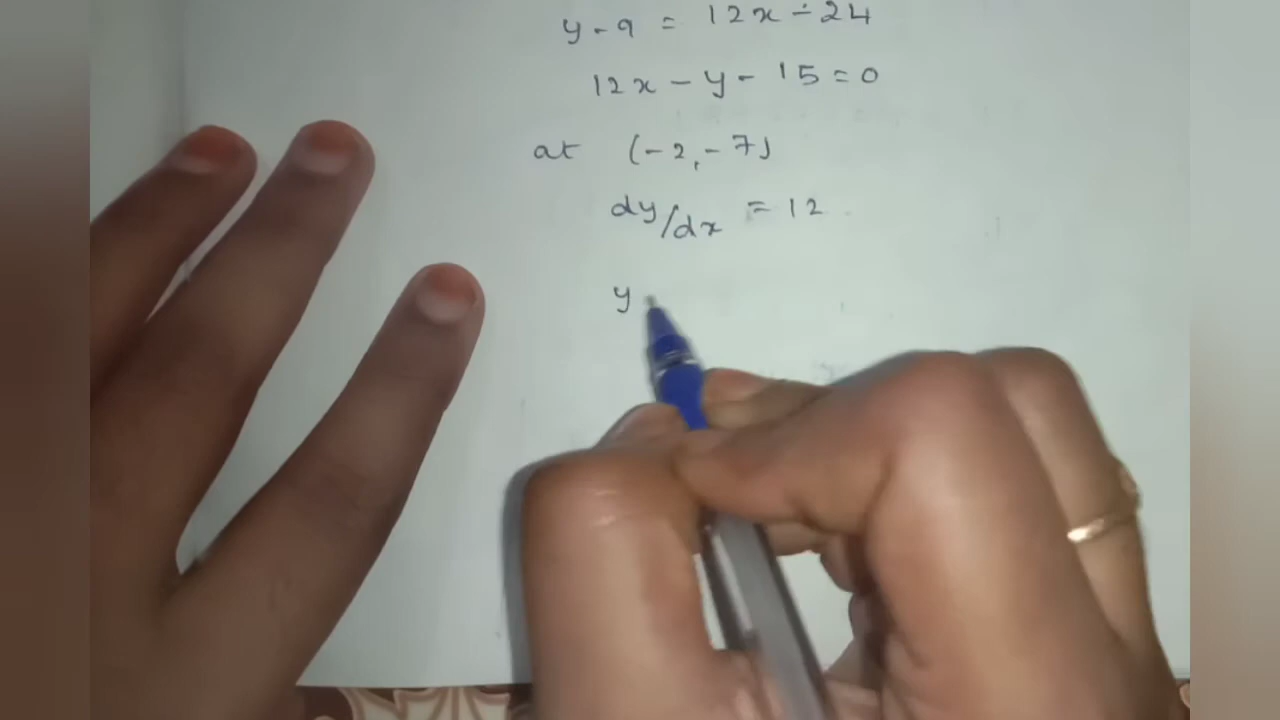 y - 9 = 12x - 24
12x - y - 15 = 0
at (-2, -7)
dy/dx = 12
y